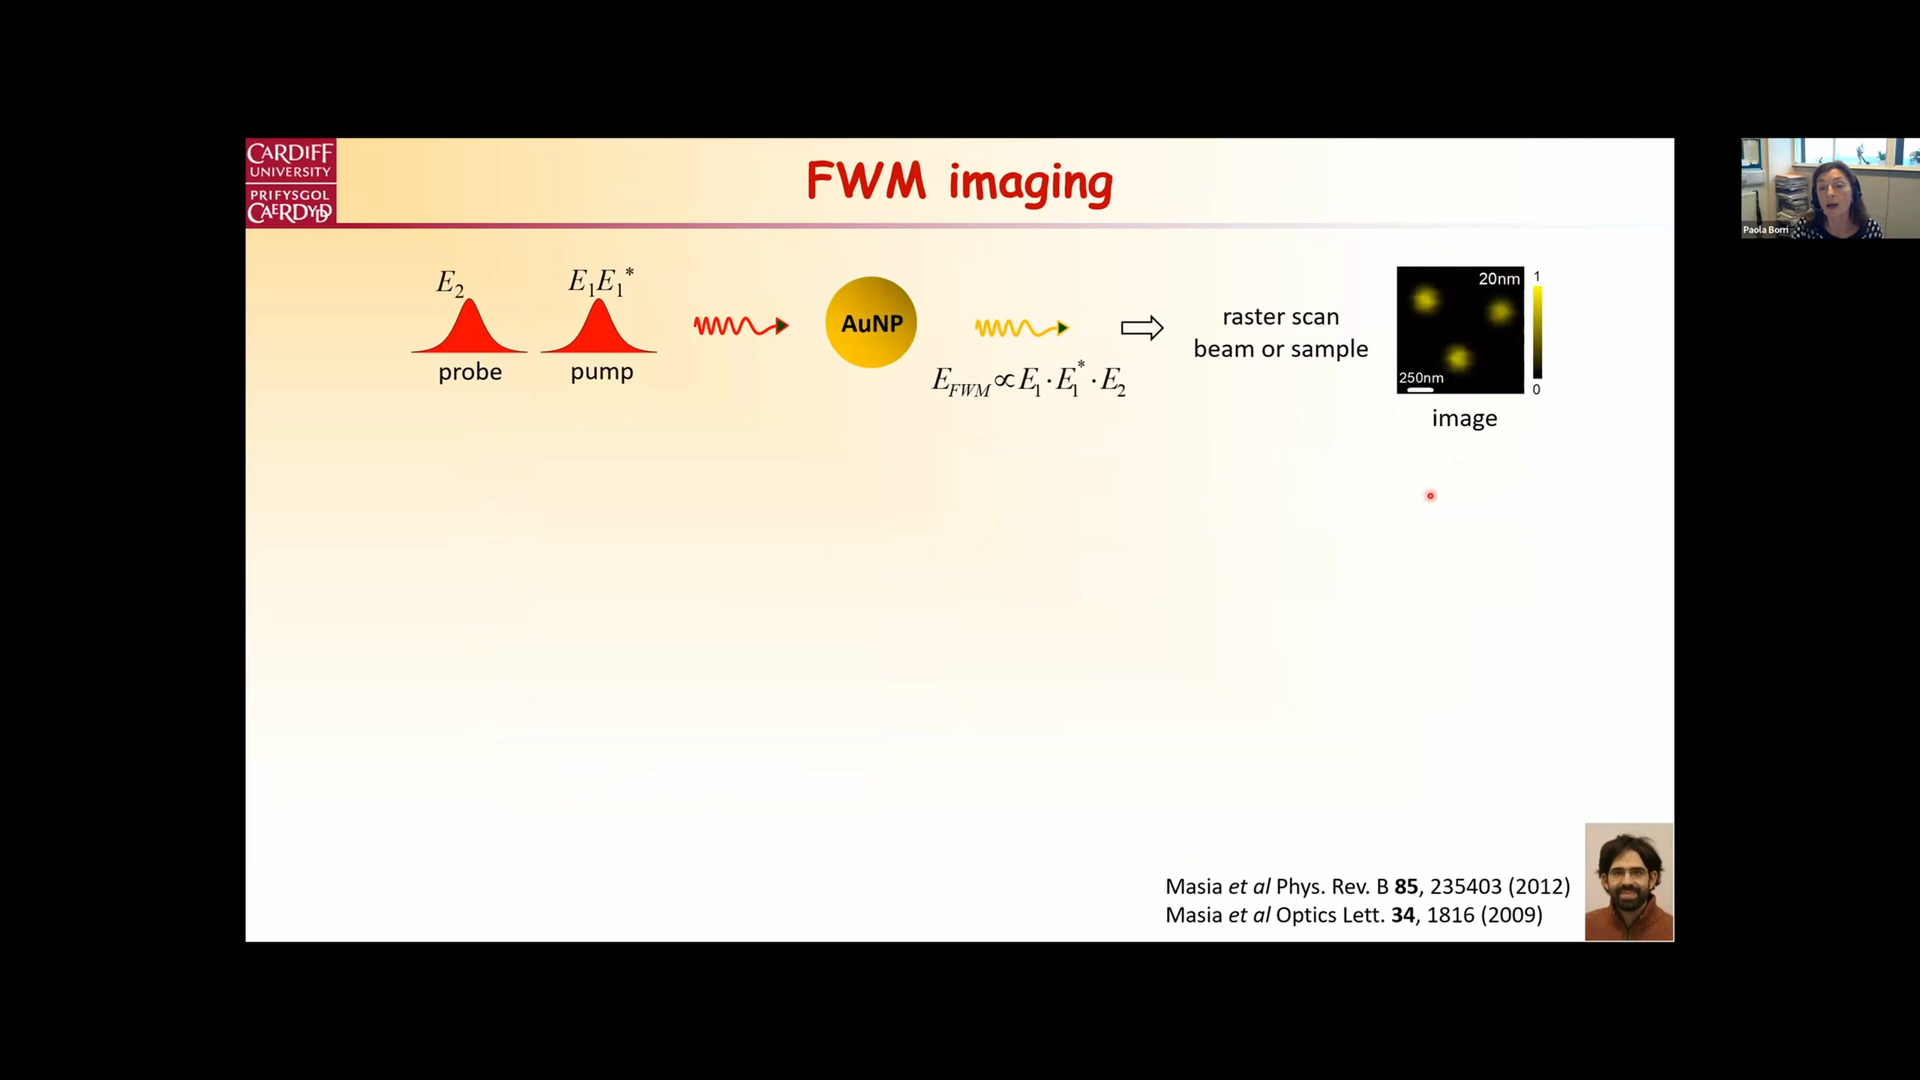 CARDIFF
UNIVERSITY
PRIFYSGOL
CAERDYDD
FWM imaging
E₂
E₁E₁*
probe
pump
AuNP
E_FWM ∝ E₁ · E₁* · E₂
raster scan
beam or sample
20nm
250nm
1
0
image
Masia et al Phys. Rev. B 85, 235403 (2012)
Masia et al Optics Lett. 34, 1816 (2009)
Paola Borri